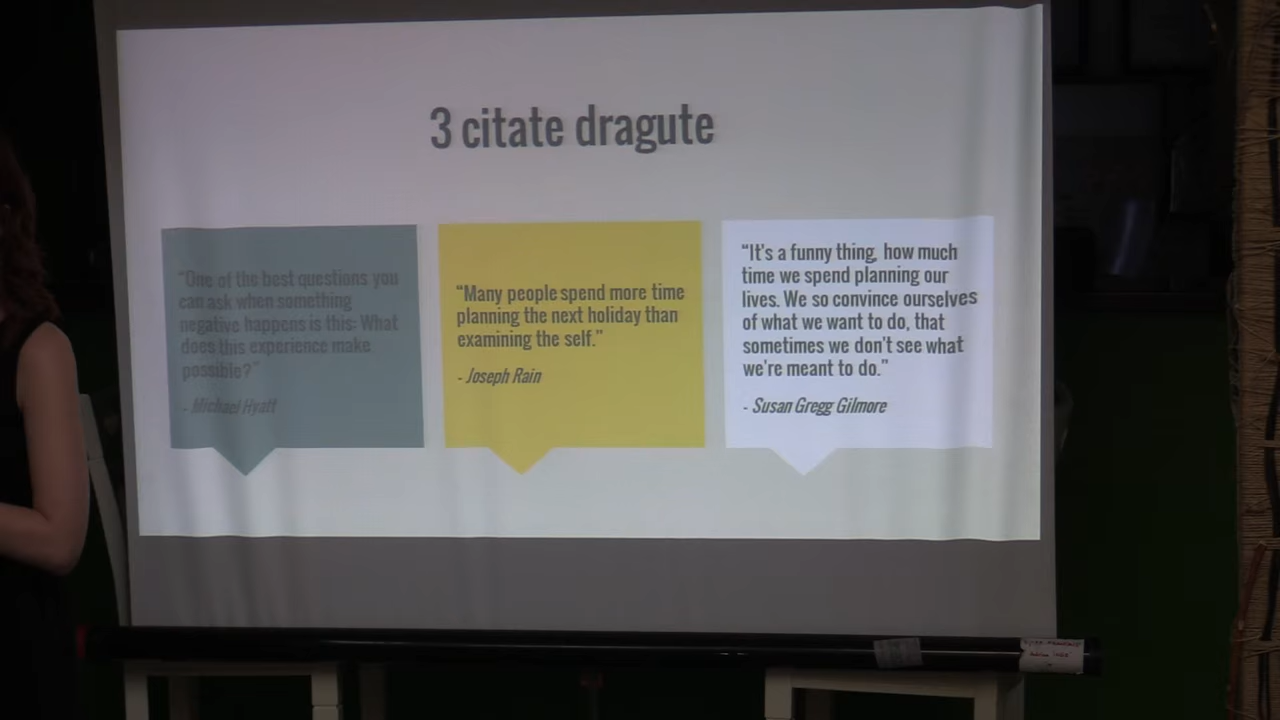 3 citate dragute
“One of the best questions you
can ask when something
negative happens is this: What
does this experience make
possible?”
- Michael Hyatt
“Many people spend more time
planning the next holiday than
examining the self.”
- Joseph Rain
“It's a funny thing, how much
time we spend planning our
lives. We so convince ourselves
of what we want to do, that
sometimes we don't see what
we're meant to do.”
- Susan Gregg Gilmore